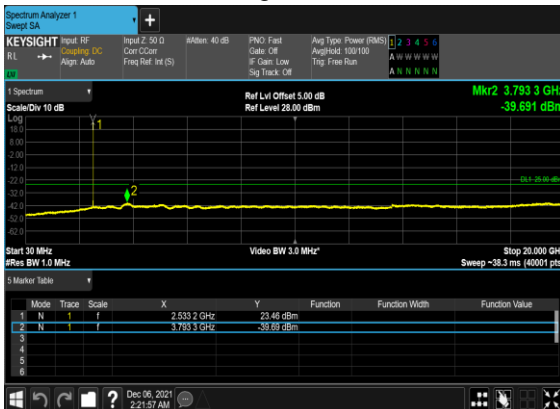 Spectrum Analyzer 1
Swept SA
KEYSIGHT Input: RF Input Z: 50 Ω #Atten: 40 dB PNO: Fast Avg Type: Power (RMS) 1 2 3 4 5 6
RL Coupling: DC Corr CCorr Gate: Off Avg|Hold: 100/100 A W W W W W
Align: Auto Freq Ref: Int (S) IF Gain: Low Trig: Free Run
Sig Track: Off A N N N N N
1 Spectrum Ref Lvl Offset 5.00 dB Mkr2 3.793 3 GHz
Scale/Div 10 dB Ref Level 28.00 dBm -39.691 dBm
Log
18.0 1
8.00
-2.00
-12.0
-22.0 DL1 -25.00 dBm
-32.0 2
-42.0
-52.0
-62.0
Start 30 MHz Video BW 3.0 MHz* Stop 20.000 GHz
#Res BW 1.0 MHz Sweep ~38.3 ms (40001 pts)
5 Marker Table
Mode Trace Scale X Y Function Function Width Function Value
1 N 1 f 2.533 2 GHz 23.46 dBm
2 N 1 f 3.793 3 GHz -39.69 dBm
3
4
5
6
? Dec 06, 2021
2:21:57 AM